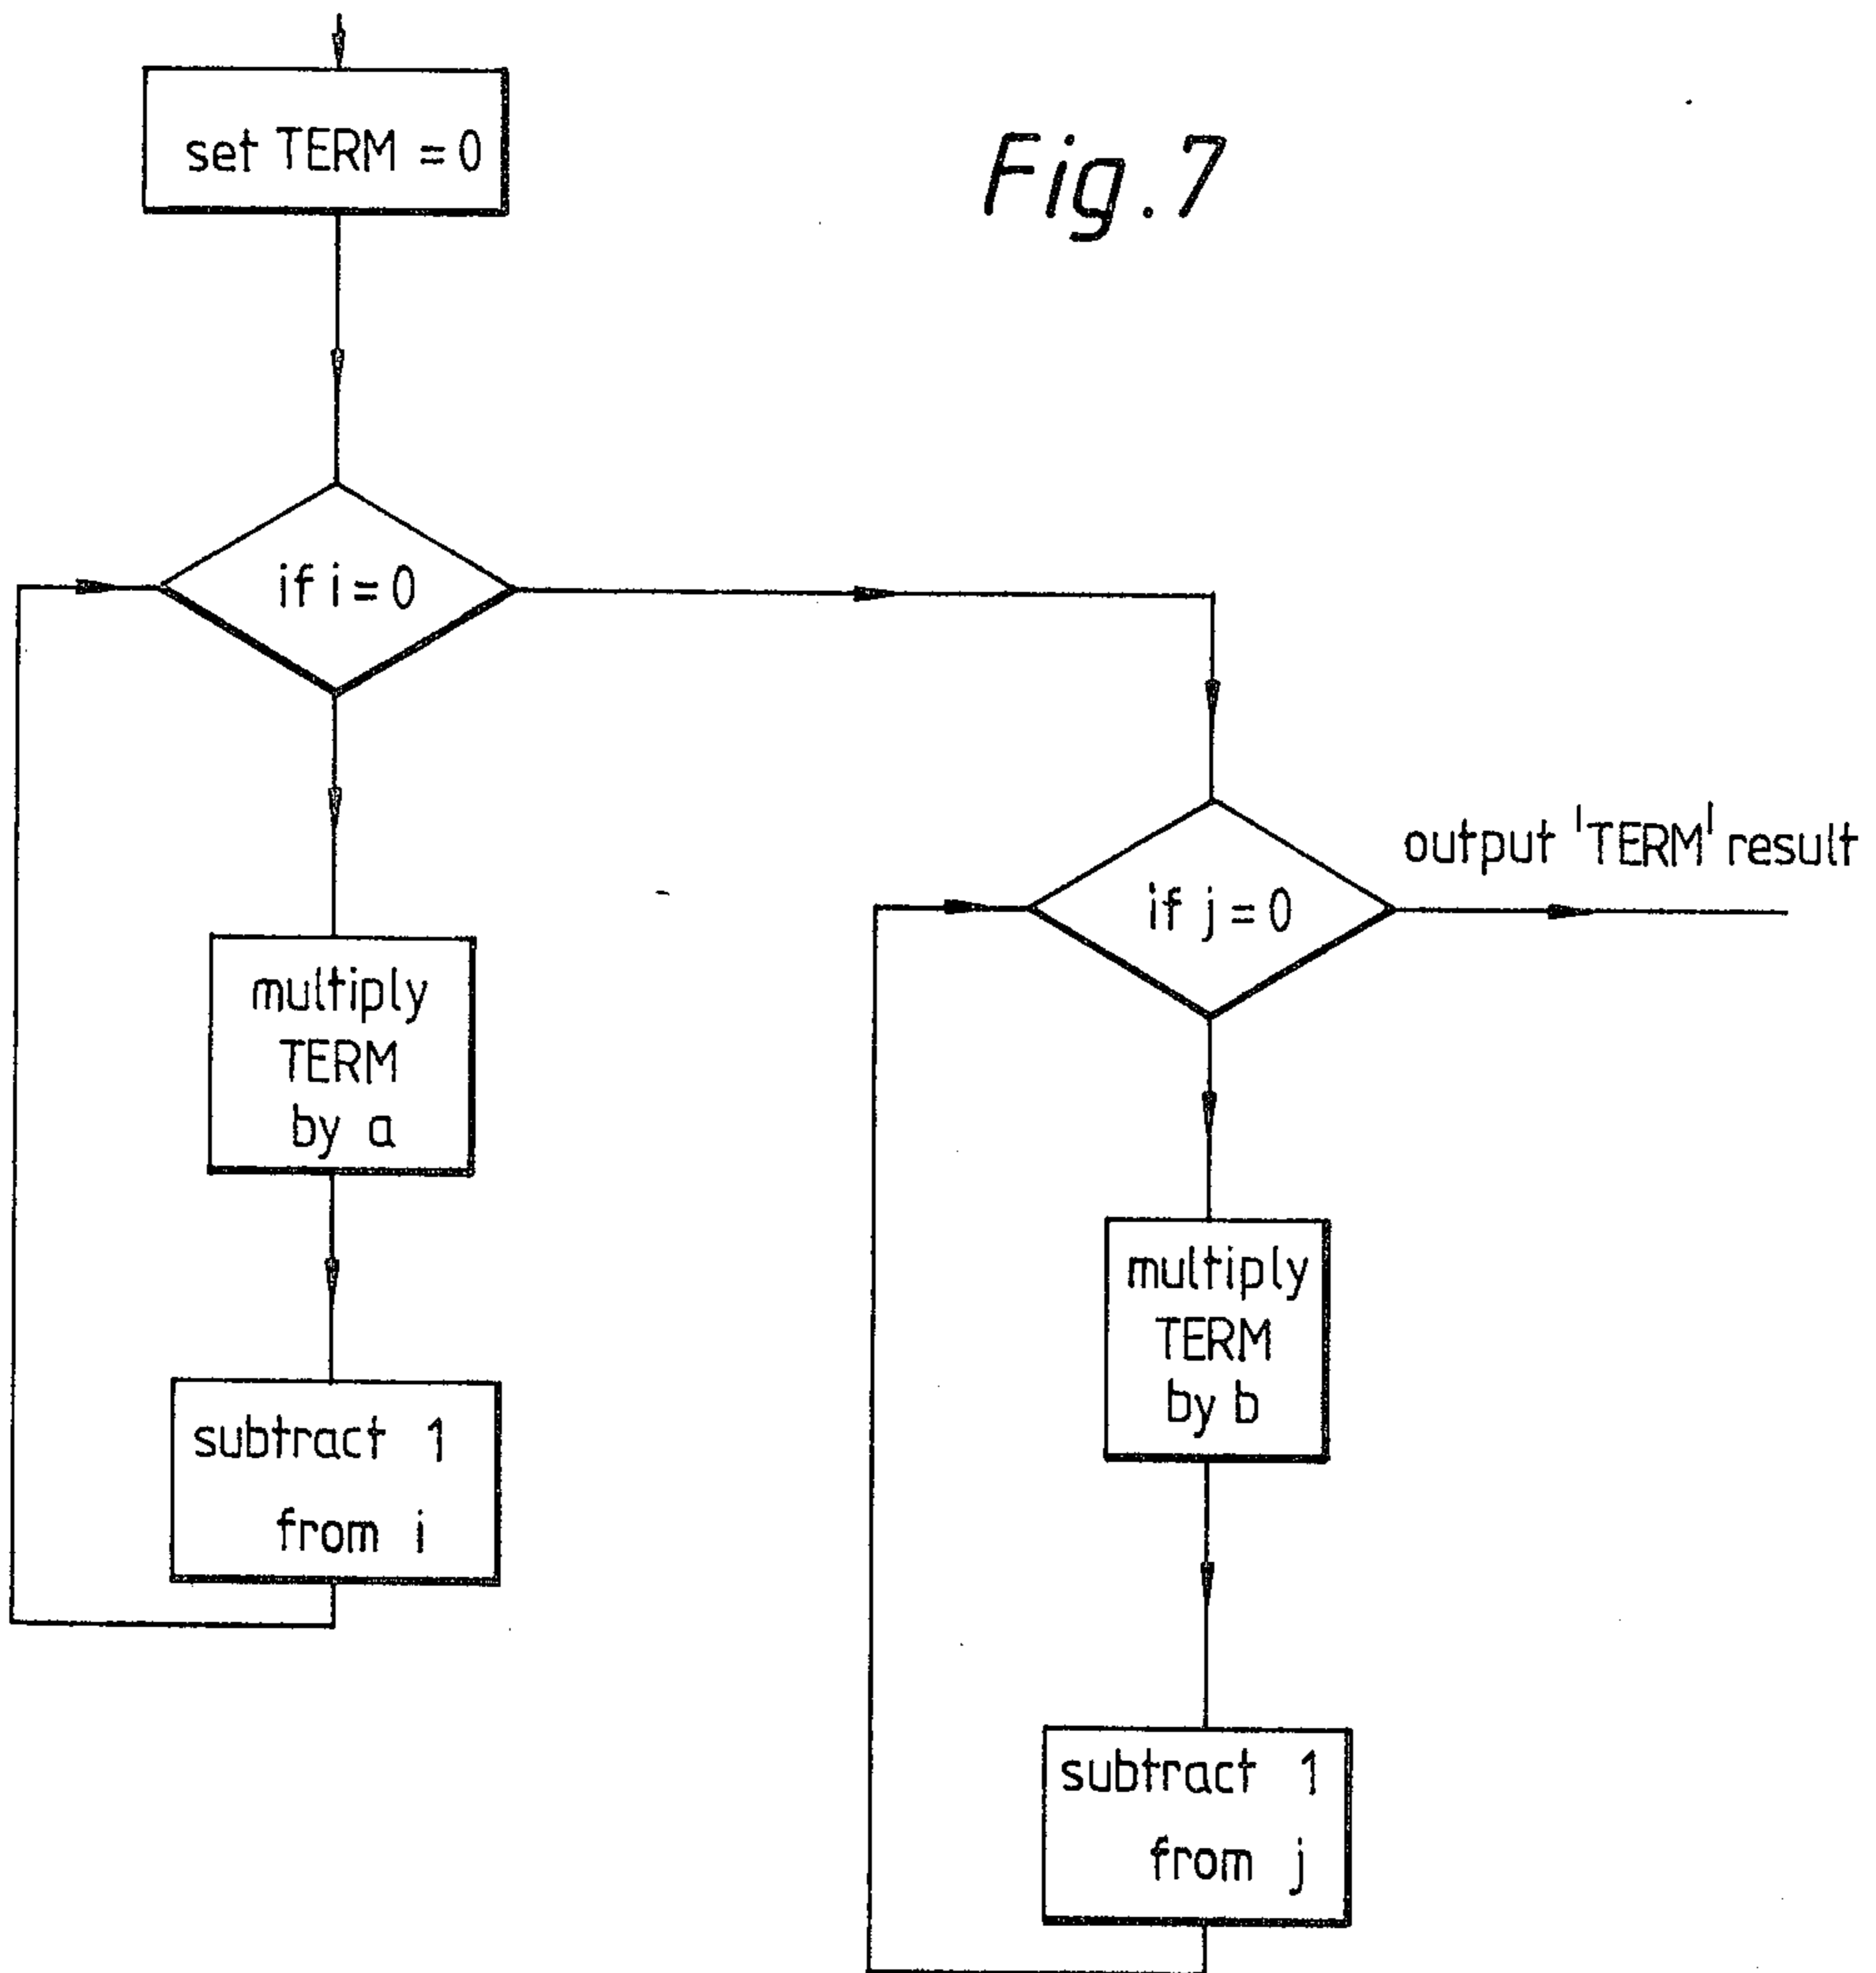 set TERM = 0
Fig. 7
if i = 0
if j = 0
output 'TERM' result
multiply
TERM
by a
subtract 1
from i
multiply
TERM
by b
subtract 1
from j